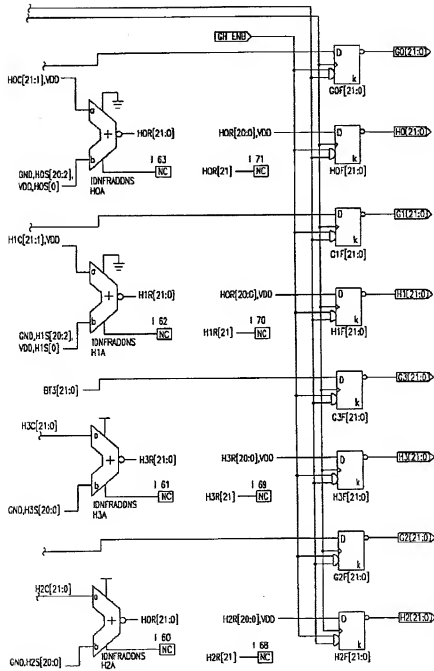 GH_ENB
D
k
G0F[21:0]
G0[21:0]
H0C[21:1],VDD
a
+
b
H0R[21:0]
GND,H0S[20:2],
VDD,H0S[0]
IDNFRADDNS
H0A
I 63
NC
H0R[20:0],VDD
I 71
H0R[21]
NC
D
k
H0F[21:0]
H0[21:0]
D
k
G1F[21:0]
G1[21:0]
H1C[21:1],VDD
a
+
b
H1R[21:0]
GND,H1S[20:2],
VDD,H1S[0]
IDNFRADDNS
H1A
I 62
NC
H0R[20:0],VDD
I 70
H1R[21]
NC
D
k
H1F[21:0]
H1[21:0]
BT3[21:0]
D
k
G3F[21:0]
G3[21:0]
H3C[21:0]
a
+
b
H3R[21:0]
GND,H3S[20:0]
IDNFRADDNS
H3A
I 61
NC
H3R[20:0],VDD
I 69
H3R[21]
NC
D
k
H3F[21:0]
H3[21:0]
D
k
G2F[21:0]
G2[21:0]
H2C[21:0]
a
+
b
H0R[21:0]
GND,H2S[20:0]
IDNFRADDNS
H2A
I 60
NC
H2R[20:0],VDD
I 68
H2R[21]
NC
D
k
H2F[21:0]
H2[21:0]